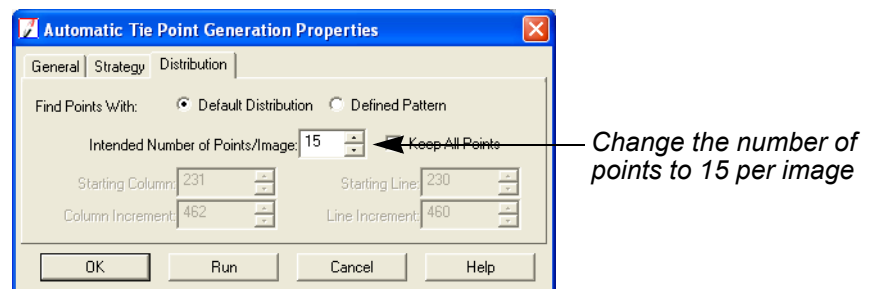 Automatic Tie Point Generation Properties
General Strategy Distribution
Find Points With: Default Distribution Defined Pattern
Intended Number of Points/Image: 15 Keep All Points
Change the number of
points to 15 per image
Starting Column: 231 Starting Line: 230
Column Increment: 462 Line Increment: 460
OK Run Cancel Help